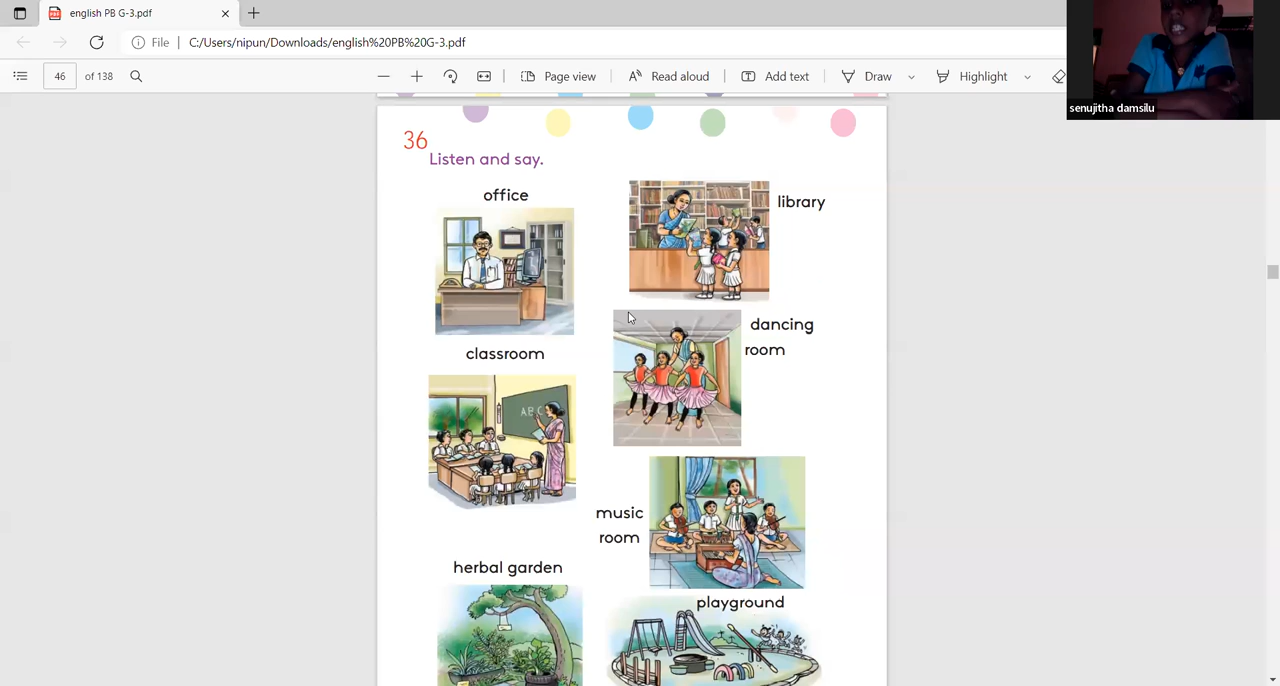 english PB G-3.pdf
File C:/Users/nipun/Downloads/english%20PB%20G-3.pdf
46 of 138
Page view
Read aloud
Add text
Draw
Highlight
senujitha damsilu
36
Listen and say.
office
library
classroom
dancing
room
ABC
music
room
herbal garden
playground